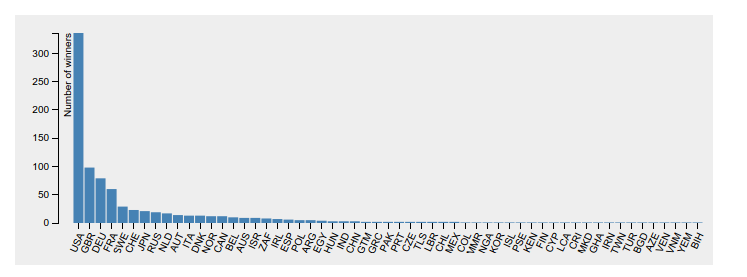 Number of winners
300
250
200
150
100
50
0
USA
GBR
DEU
FRA
SWE
CHE
JPN
RUS
NLD
AUT
ITA
DNK
NOR
CAN
BEL
AUS
ISR
ZAF
IRL
ESP
POL
ARG
EGY
HUN
IND
CHN
GTM
GRC
PAK
PRT
CZE
TLS
LBR
CHL
MEX
COL
MMR
NGA
KOR
ISL
PSE
KEN
FIN
CYP
LCA
CRI
MKD
GHA
IRN
TWN
TUR
BGD
AZE
VEN
VNM
YEM
BIH